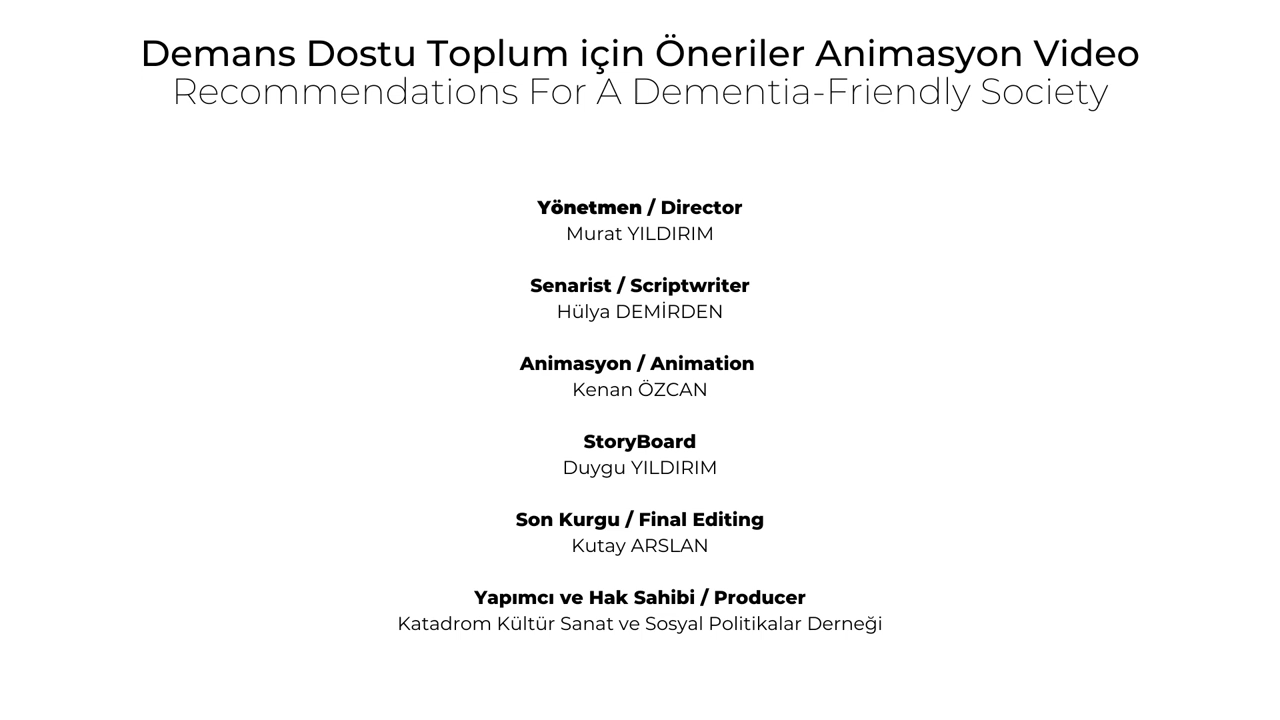 Demans Dostu Toplum için Öneriler Animasyon Video
Recommendations For A Dementia-Friendly Society
Yönetmen / Director
Murat YILDIRIM
Senarist / Scriptwriter
Hülya DEMİRDEN
Animasyon / Animation
Kenan ÖZCAN
StoryBoard
Duygu YILDIRIM
Son Kurgu / Final Editing
Kutay ARSLAN
Yapımcı ve Hak Sahibi / Producer
Katadrom Kültür Sanat ve Sosyal Politikalar Derneği